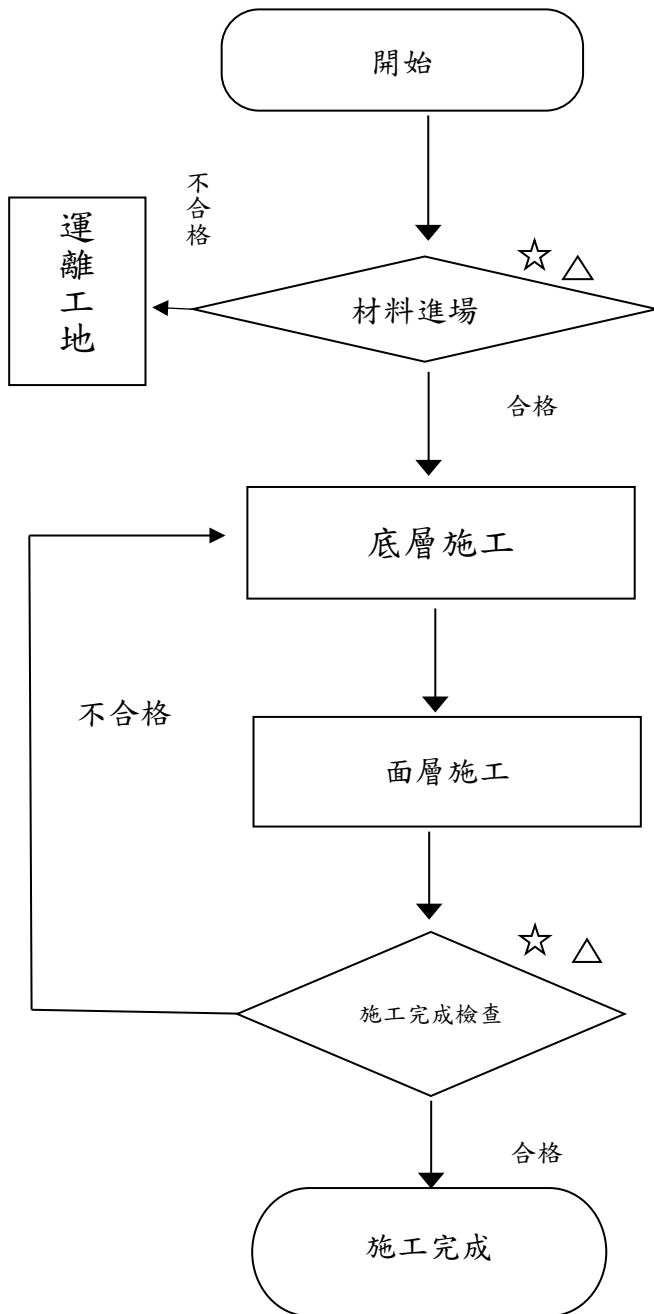 開始
不合格
運離工地
材料進場
合格
底層施工
不合格
面層施工
施工完成檢查
合格
施工完成